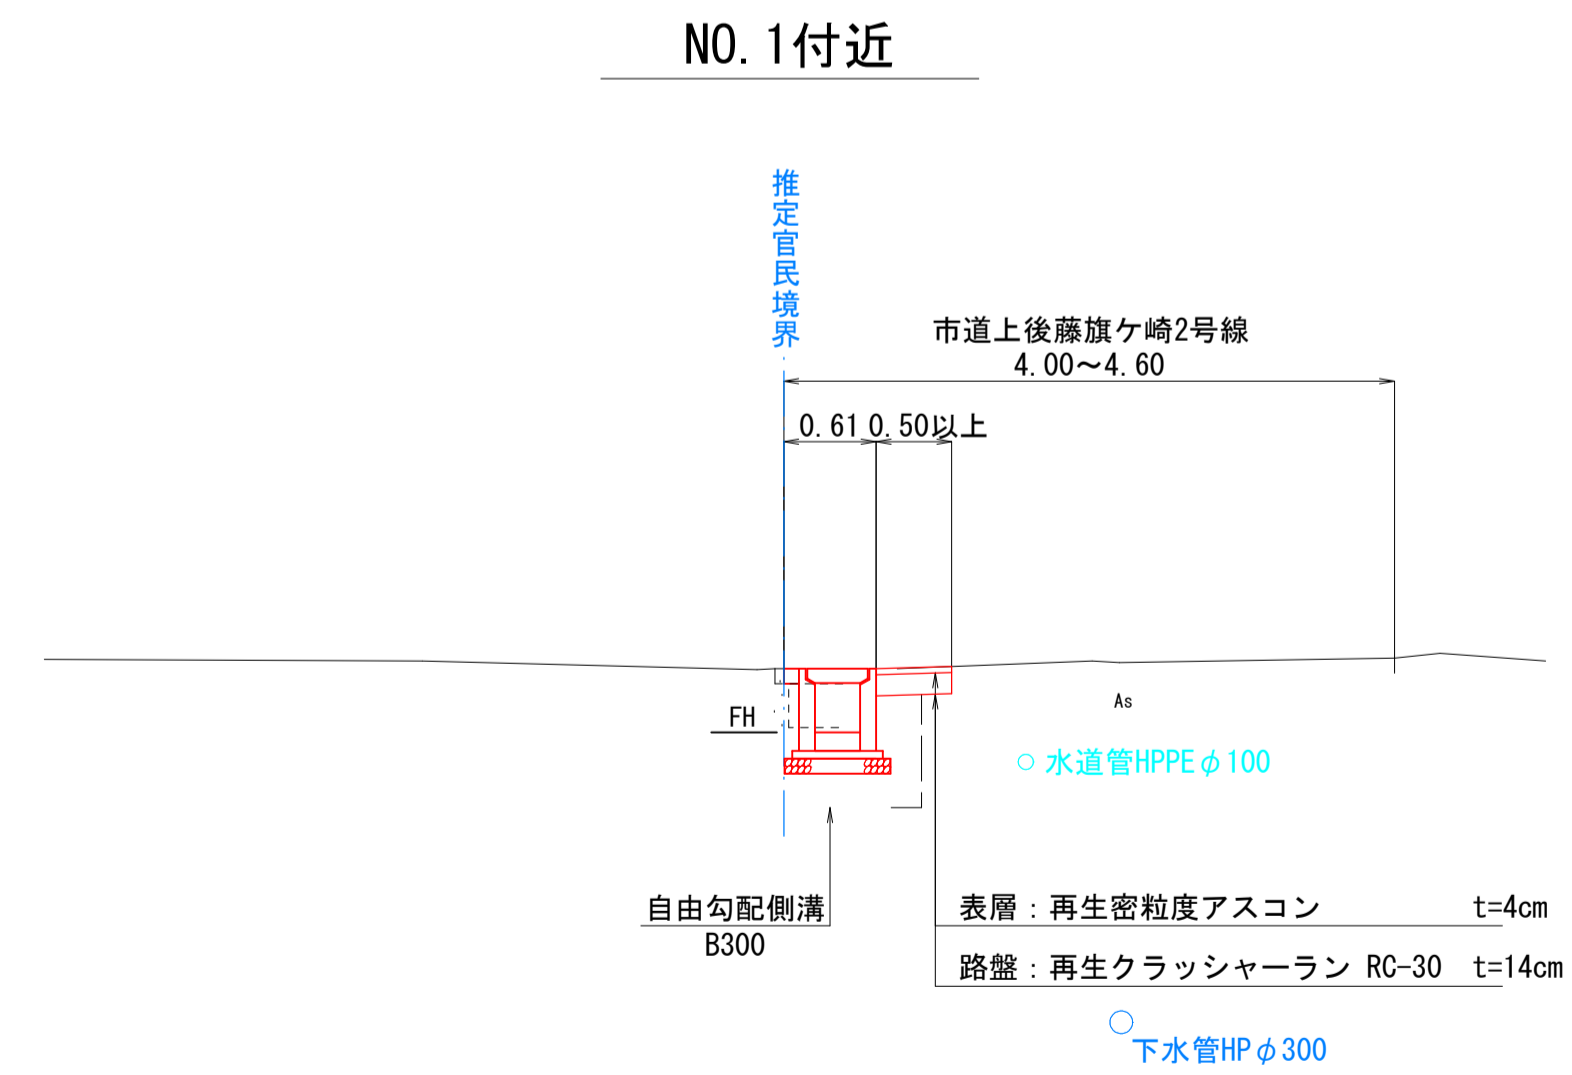 NO.1付近
推定官民境界
市道上後藤旗ケ崎2号線
4.00～4.60
0.61 0.50以上
As
FH
水道管HPPEφ100
自由勾配側溝
B300
表層：再生密粒度アスコン t=4cm
路盤：再生クラッシャーラン RC-30 t=14cm
下水管HPφ300